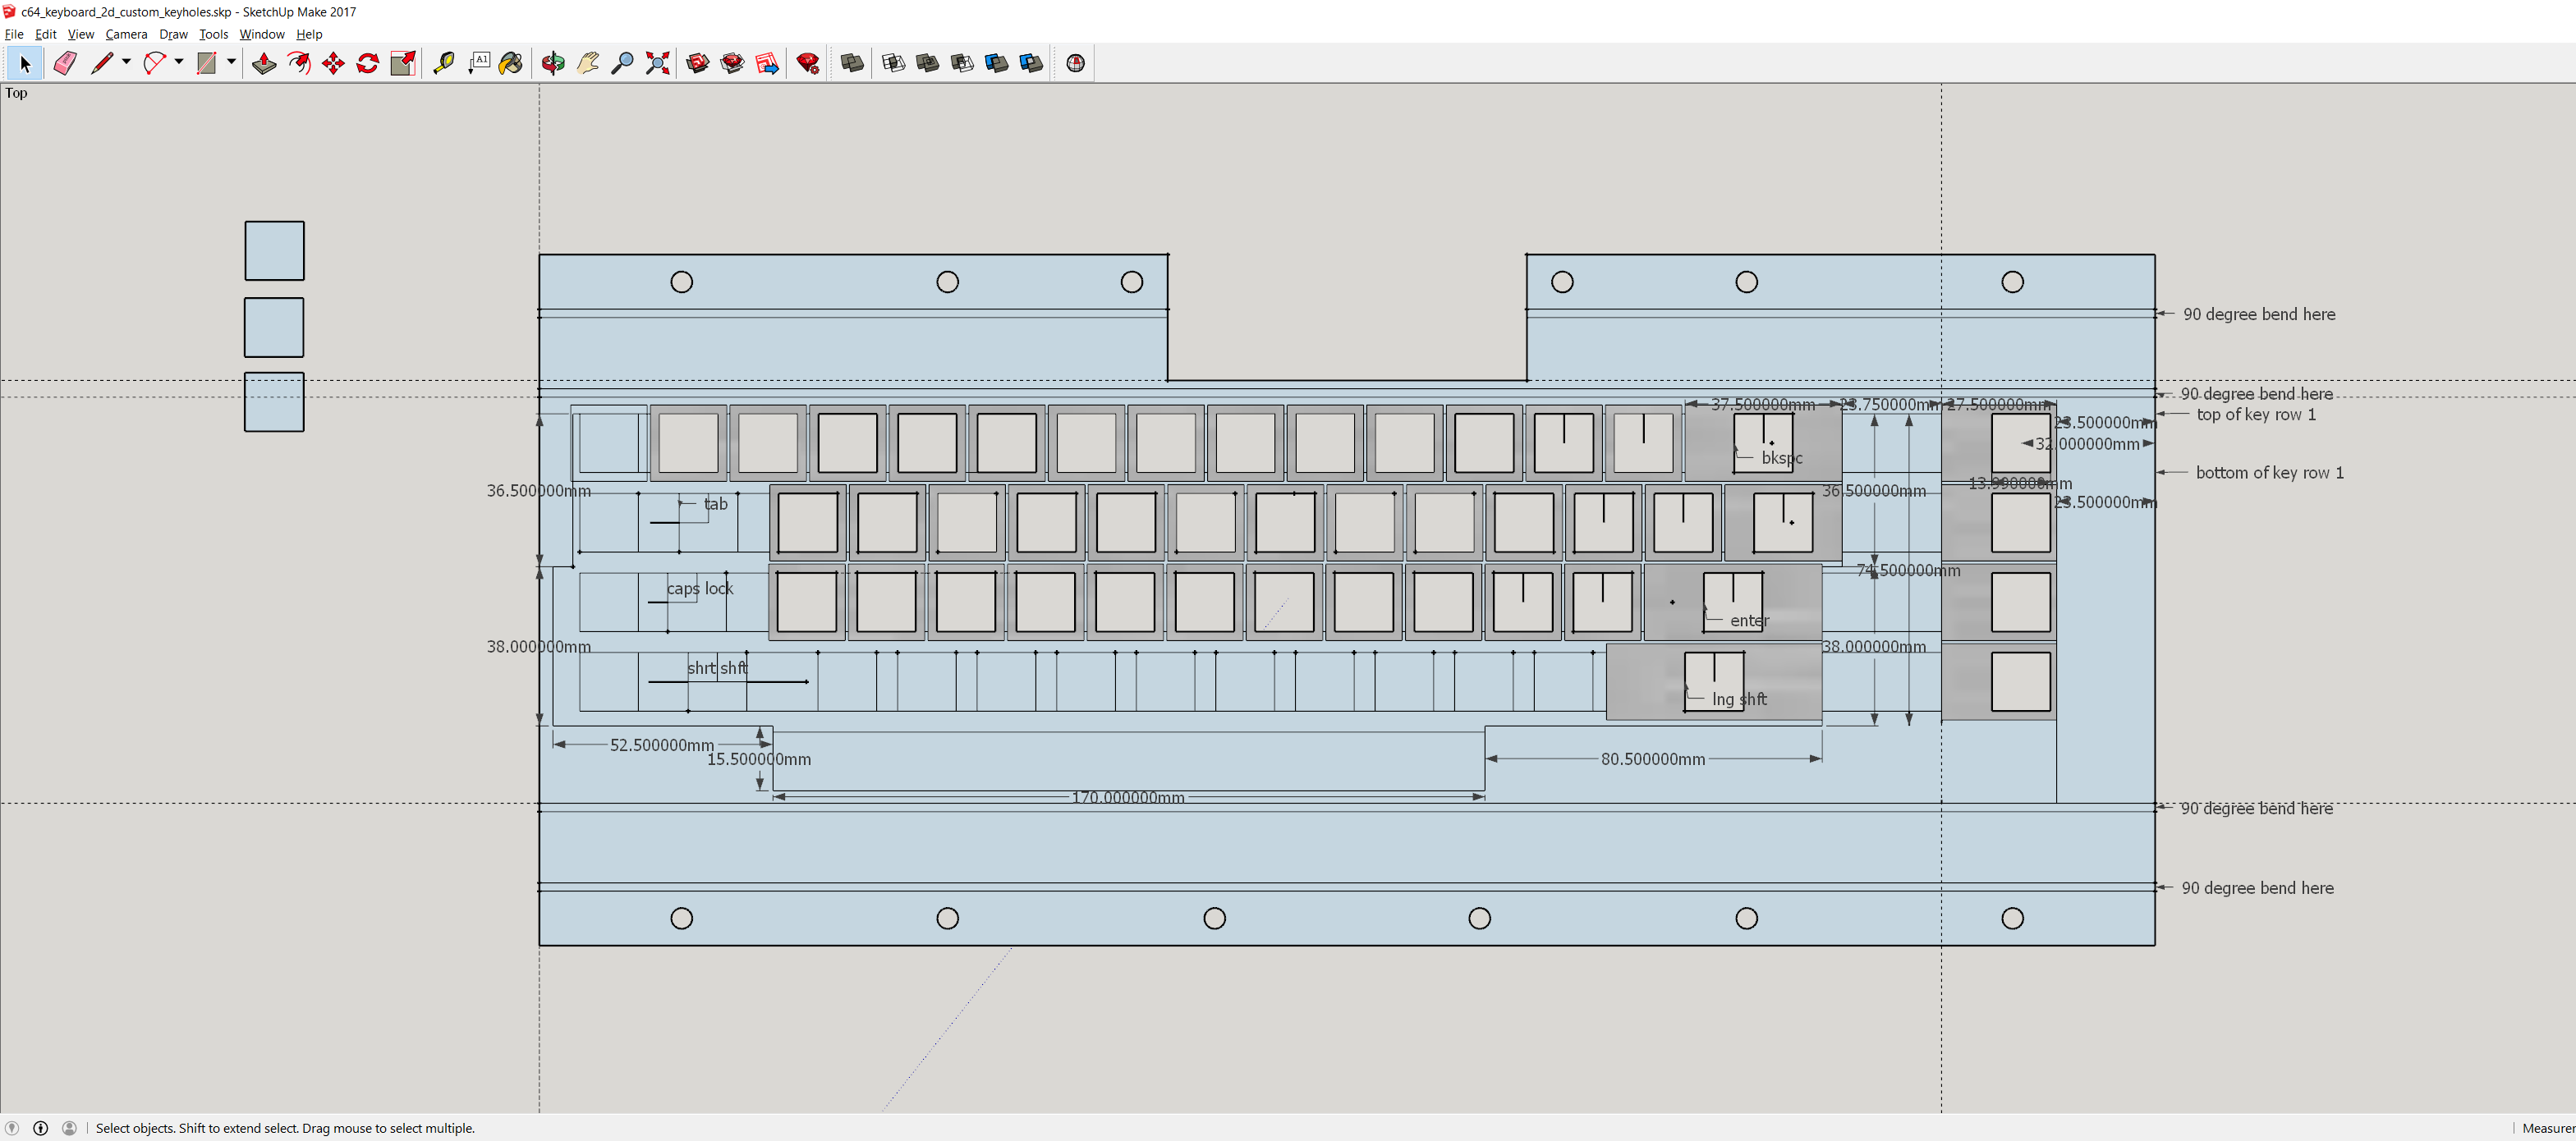 c64_keyboard_2d_custom_keyholes.skp - SketchUp Make 2017
File Edit View Camera Draw Tools Window Help
A1
Top
90 degree bend here
90 degree bend here
37.500000mm
23.750000mm
27.500000mm
top of key row 1
23.500000mm
32.000000mm
bkspc
bottom of key row 1
13.990000mm
36.500000mm
36.500000mm
tab
23.500000mm
74.500000mm
caps lock
enter
38.000000mm
38.000000mm
shrt shft
lng shft
52.500000mm
15.500000mm
80.500000mm
170.000000mm
90 degree bend here
90 degree bend here
Select objects. Shift to extend select. Drag mouse to select multiple.
Measurer